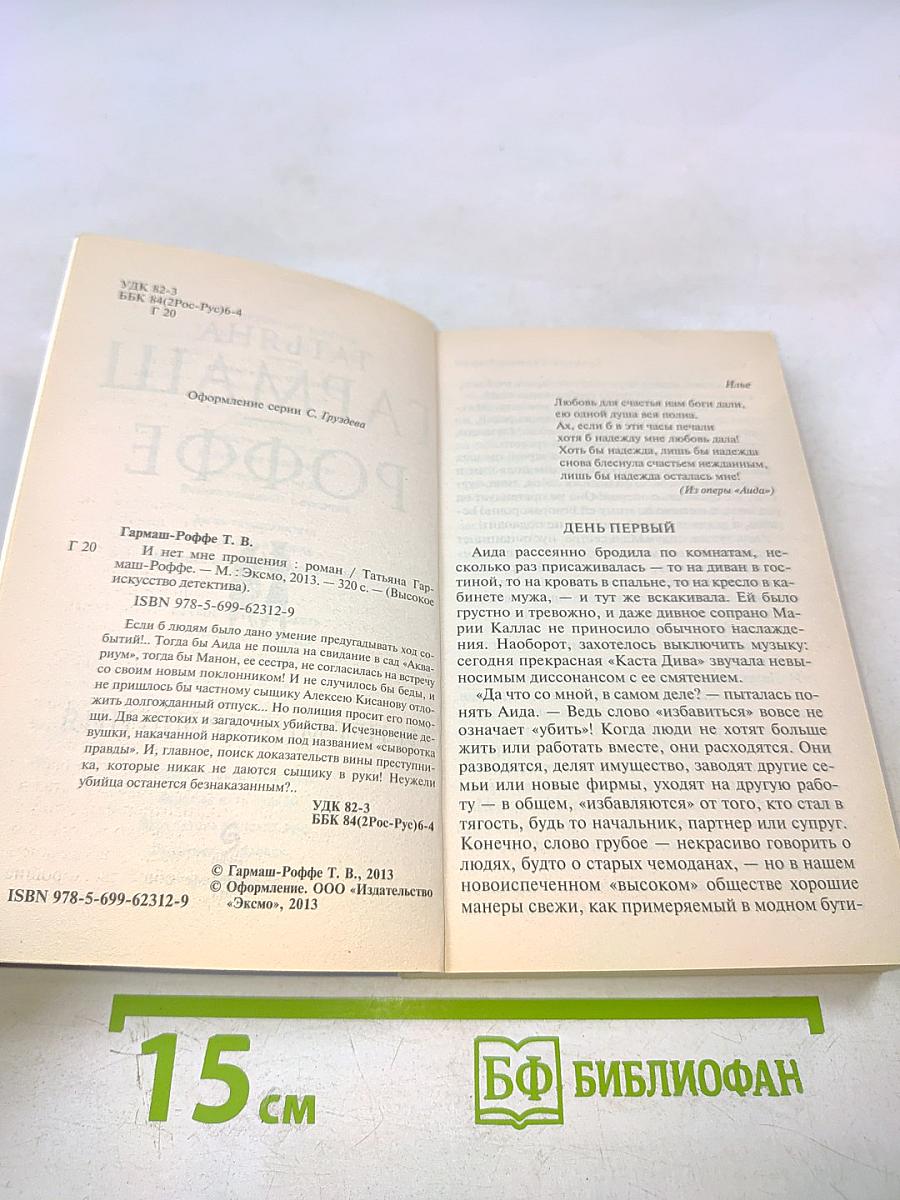 УДК 82-3
ББК 84(2Рос-Рус)6-4
Г 20
Оформление серии С. Груздева
Гармаш-Роффе Т. В.
Г 20
И нет мне прощения : роман / Татьяна Гар-
маш-Роффе. — М. : Эксмо, 2013. — 320 с. — (Высокое
искусство детектива).
ISBN 978-5-699-62312-9
Если б людям было дано умение предугадывать ход со-
бытий!.. Тогда бы Аида не пошла на свидание в сад «Аква-
риум», тогда бы Манон, ее сестра, не согласилась на встречу
со своим новым поклонником! И не случилось бы беды, и
не пришлось бы частному сыщику Алексею Кисанову отло-
жить долгожданный отпуск... Но полиция просит его помо-
щи. Два жестоких и загадочных убийства. Исчезновение де-
вушки, накачанной наркотиком под названием «сыворотка
правды». И, главное, поиск доказательств вины преступни-
ка, которые никак не даются сыщику в руки! Неужели
убийца останется безнаказанным?..
УДК 82-3
ББК 84(2Рос-Рус)6-4
© Гармаш-Роффе Т. В., 2013
© Оформление. ООО «Издательство
«Эксмо», 2013
ISBN 978-5-699-62312-9
Илье
Любовь для счастья нам боги дали,
ею одной душа вся полна.
Ах, если б в эти часы печали
хотя б надежду мне любовь дала!
Хоть бы надежда, лишь бы надежда
снова блеснула счастьем нежданным,
лишь бы надежда осталась мне!
(Из оперы «Аида»)
ДЕНЬ ПЕРВЫЙ
Аида рассеянно бродила по комнатам, не-
сколько раз присаживалась — то на диван в гос-
тиной, то на кровать в спальне, то на кресло в ка-
бинете мужа, — и тут же вскакивала. Ей было
грустно и тревожно, и даже дивное сопрано Ма-
рии Каллас не приносило обычного наслажде-
ния. Наоборот, захотелось выключить музыку:
сегодня прекрасная «Каста Дива» звучала невы-
носимым диссонансом с ее смятением.
"Да что со мной, в самом деле? — пыталась по-
нять Аида. — Ведь слово «избавиться» вовсе не
означает «убить»! Когда люди не хотят больше
жить или работать вместе, они расходятся. Они
разводятся, делят имущество, заводят другие се-
мьи или новые фирмы, уходят на другую рабо-
ту — в общем, «избавляются» от того, кто стал в
тягость, будь то начальник, партнер или супруг.
Конечно, слово грубое — некрасиво говорить о
людях, будто о старых чемоданах, — но в нашем
новоиспеченном «высоком» обществе хорошие
манеры свежи, как примеряемый в модном бути-
15 см
БФ БИБЛИОФАН